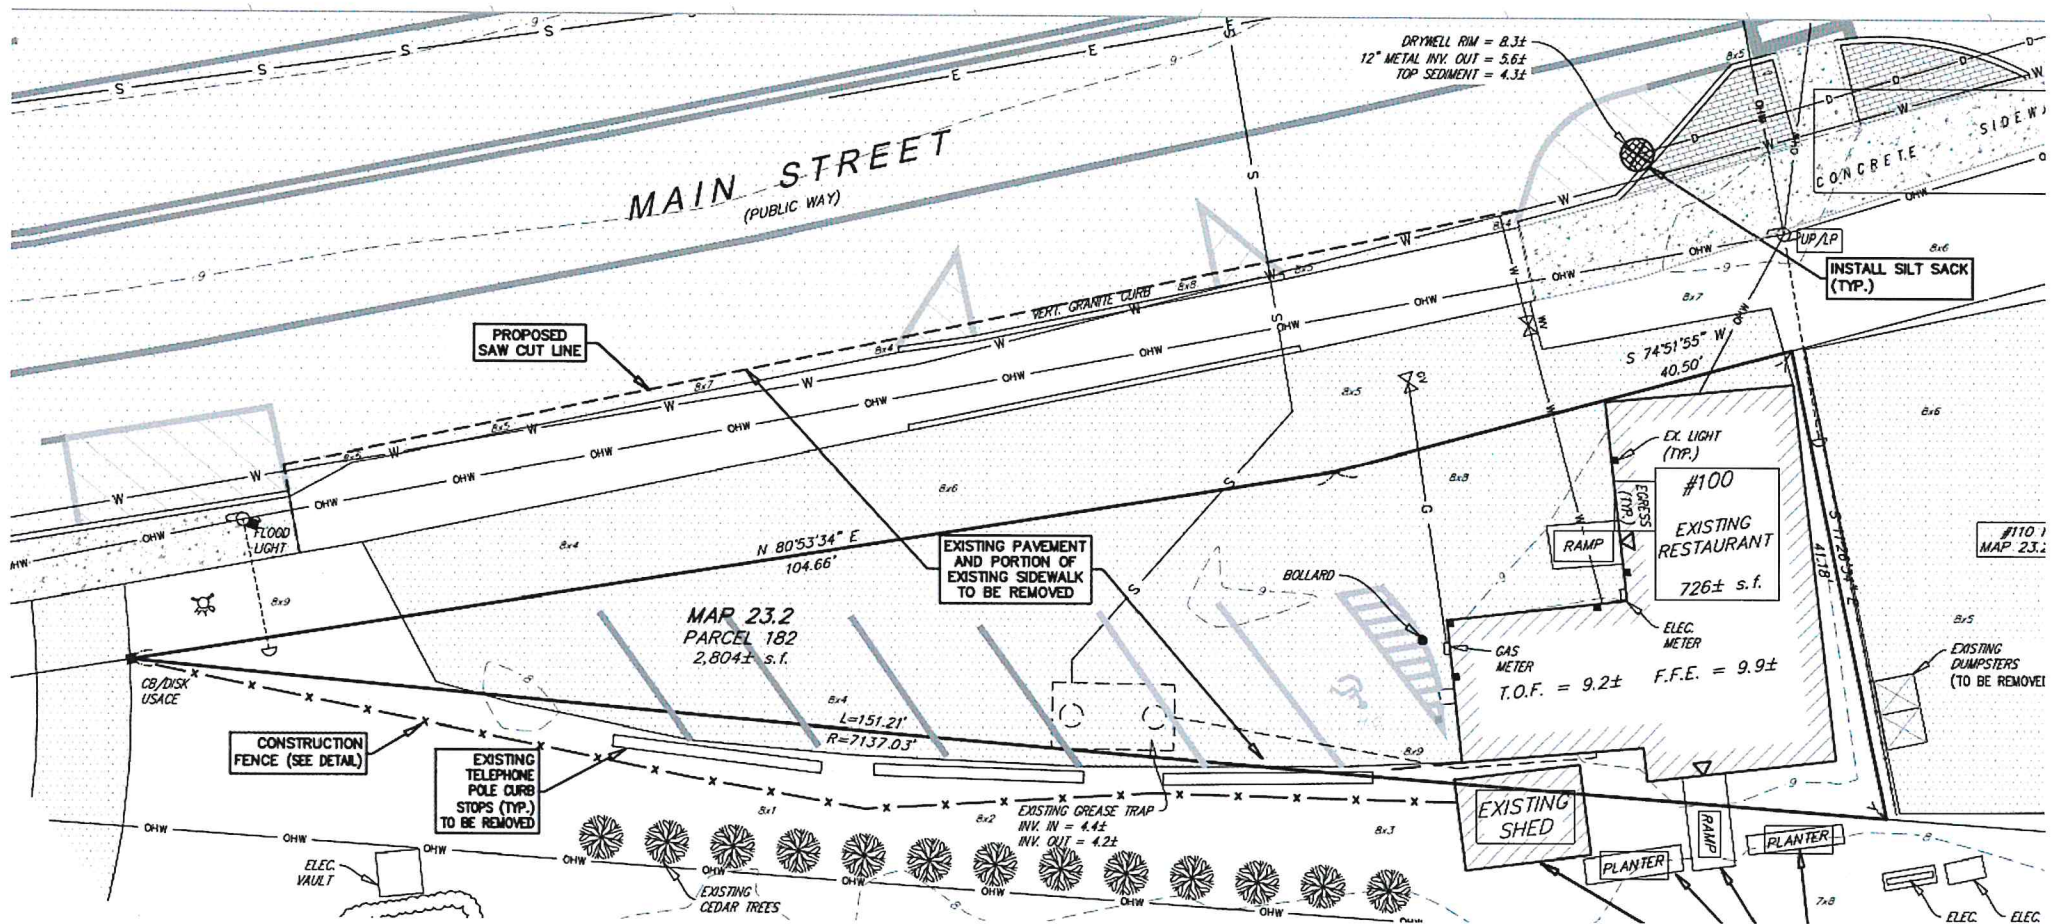 DRYWELL RIM = 8.3±
12" METAL INV. OUT = 5.6±
TOP SEDIMENT = 4.3±
MAIN STREET
(PUBLIC WAY)
CONCRETE
UP/LP
INSTALL SILT SACK
(TYP.)
VERT. GRANITE CURB
PROPOSED
SAW CUT LINE
S 74°51'55" W
40.50'
EX. LIGHT
(TYP.)
#100
EXISTING
RESTAURANT
726± s.f.
EGRESS
(TYP.)
RAMP
FLOOD
LIGHT
N 80°53'34" E
104.66'
EXISTING PAVEMENT
AND PORTION OF
EXISTING SIDEWALK
TO BE REMOVED
41.18'
#110
MAP 23.2
BOLLARD
MAP 23.2
PARCEL 182
2,804± s.f.
ELEC.
METER
GAS
METER
T.O.F. = 9.2±
F.F.E. = 9.9±
EXISTING
DUMPSTERS
(TO BE REMOVED
CB/DISK
USACE
L=151.21'
R=7137.03'
CONSTRUCTION
FENCE (SEE DETAIL)
EXISTING
TELEPHONE
POLE CURB
STOPS (TYP.)
TO BE REMOVED
EXISTING GREASE TRAP
INV. IN = 4.4±
INV. OUT = 4.2±
EXISTING
SHED
PLANTER
RAMP
PLANTER
ELEC.
VAULT
EXISTING
CEDAR TREES
ELEC.
ELEC.